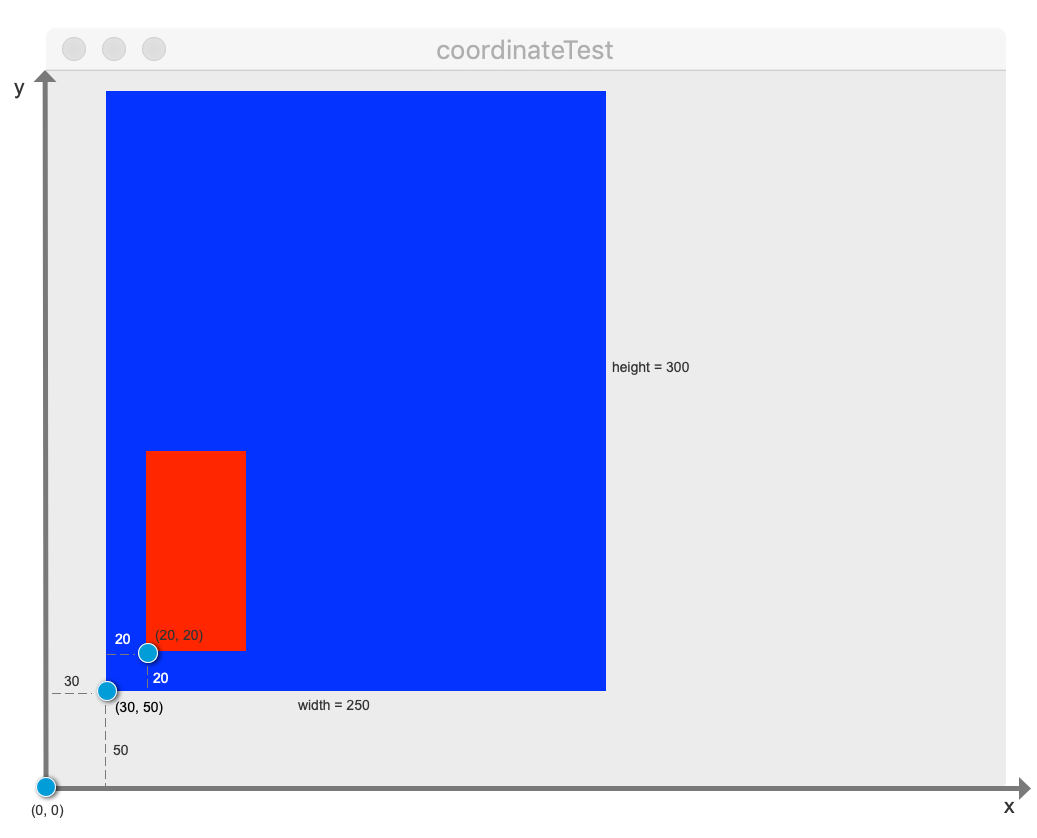 coordinateTest
y
height = 300
20
(20, 20)
20
30
(30, 50)
width = 250
50
(0, 0)
x